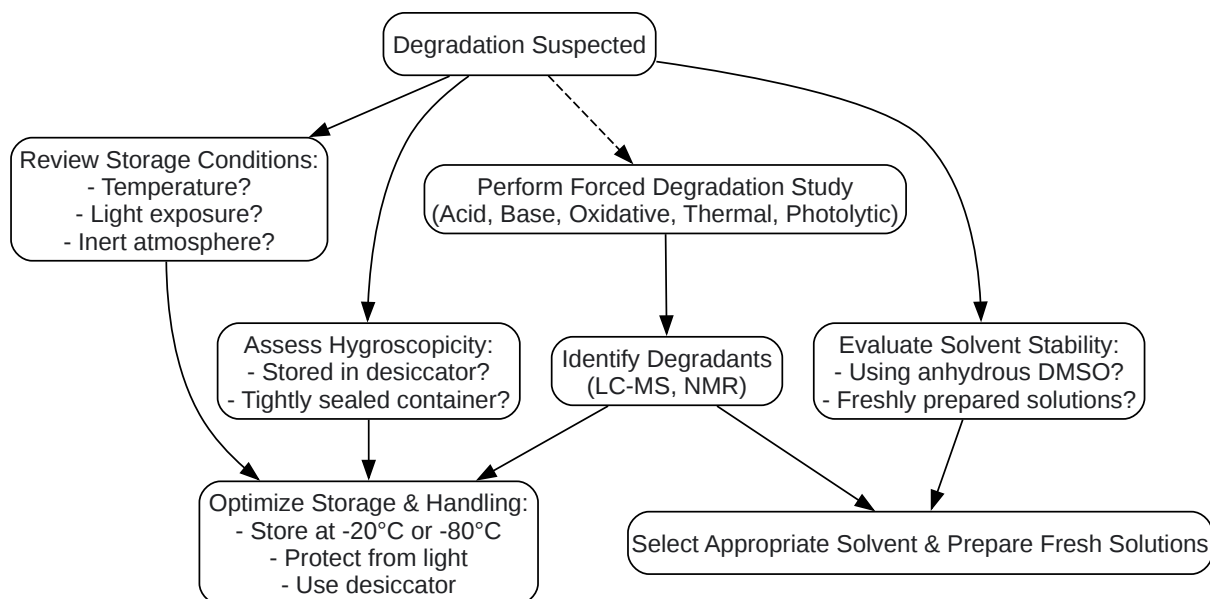 Degradation Suspected
Review Storage Conditions:
- Temperature?
- Light exposure?
- Inert atmosphere?
Perform Forced Degradation Study
(Acid, Base, Oxidative, Thermal, Photolytic)
Assess Hygroscopicity:
- Stored in desiccator?
- Tightly sealed container?
Identify Degradants
(LC-MS, NMR)
Evaluate Solvent Stability:
- Using anhydrous DMSO?
- Freshly prepared solutions?
Optimize Storage & Handling:
- Store at -20°C or -80°C
- Protect from light
- Use desiccator
Select Appropriate Solvent & Prepare Fresh Solutions